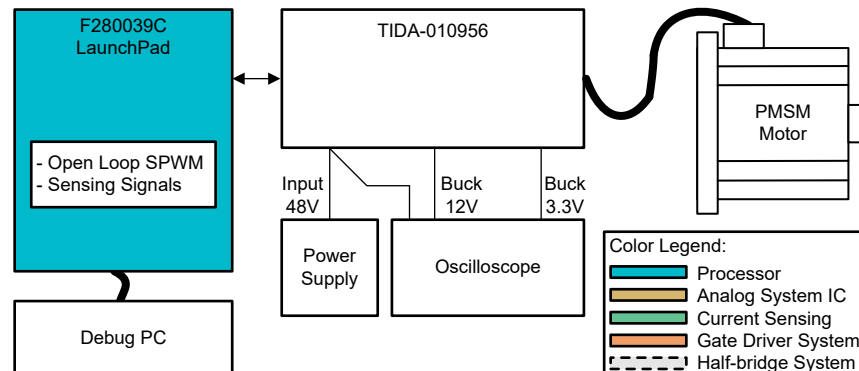 F280039C
LaunchPad
- Open Loop SPWM
- Sensing Signals
Debug PC
TIDA-010956
Input
48V
Buck
12V
Buck
3.3V
Power
Supply
Oscilloscope
PMSM
Motor
Color Legend:
Processor
Analog System IC
Current Sensing
Gate Driver System
Half-bridge System